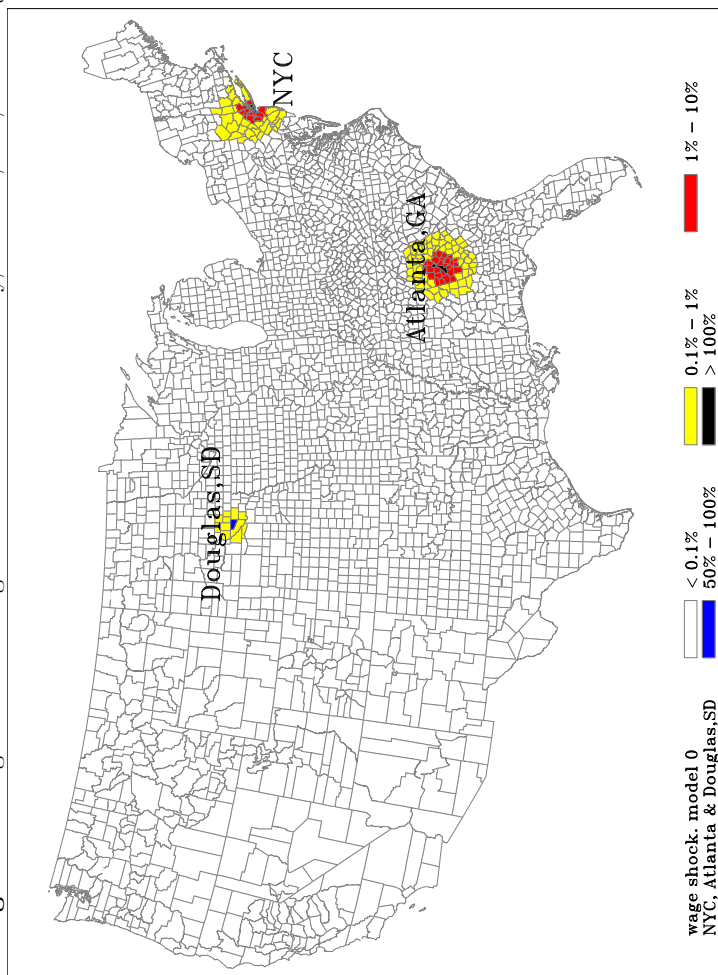 NYC
Atlanta,GA
Douglas,SD
wage shock. model 0
NYC, Atlanta & Douglas,SD
< 0.1%
50% – 100%
0.1% – 1%
> 100%
1% – 10%